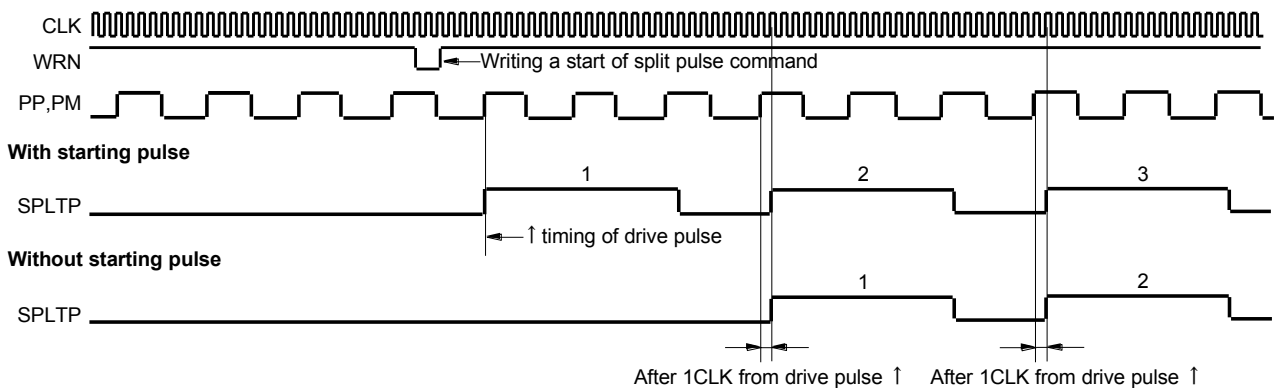 CLK
WRN
Writing a start of split pulse command
PP,PM
With starting pulse
1 2 3
SPLTP
↑ timing of drive pulse
Without starting pulse
1 2
SPLTP
After 1CLK from drive pulse ↑ After 1CLK from drive pulse ↑